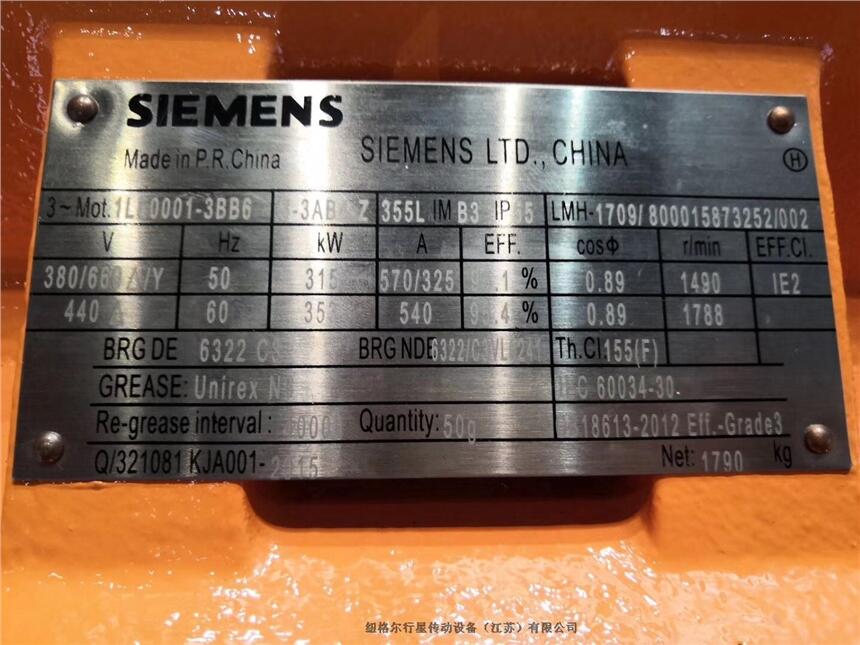 SIEMENS
Made in P.R.China SIEMENS LTD., CHINA H
3~Mot. -3AB Z 355L IM B3 IP LMH-1709/ 800015873252/002
V Hz kW A EFF. cosΦ r/min EFF.Cl.
50 315 570/325 % 0.89 1490 IE2
440 60 540 % 0.89 1788
BRG DE 6322 BRG NDE Th.Cl.155(F)
GREASE: Unirex 60034-30
Re-grease interval: Quantity: 50g 18613-2012 Eff.-Grade3
Q/321081 KJA001-2015 Net: 1790 kg
纽格尔行星传动设备（江苏）有限公司